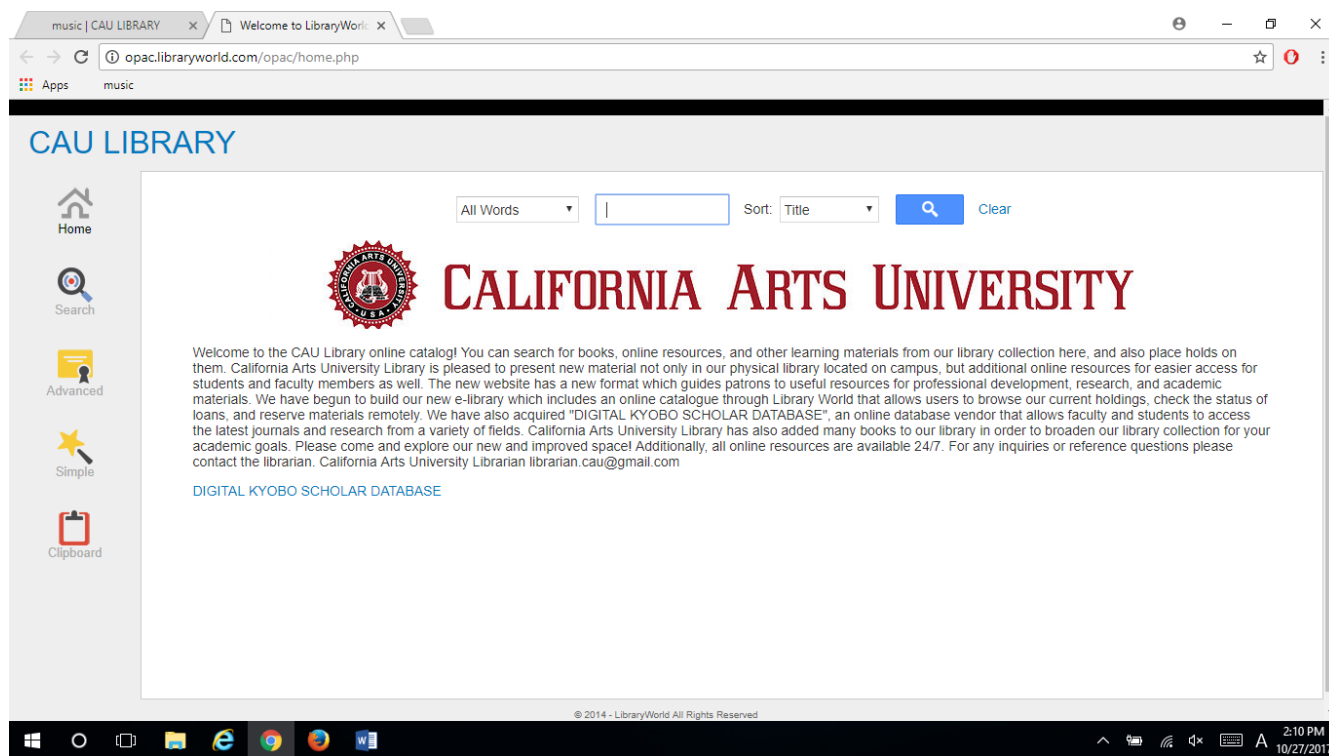 music | CAU LIBRARY
Welcome to LibraryWorl
opac.libraryworld.com/opac/home.php
Apps music
CAU LIBRARY
Home
Search
Advanced
Simple
Clipboard
All Words Sort: Title Clear
CALIFORNIA ARTS UNIVERSITY
CALIFORNIA ARTS UNIVERSITY
U S A
Welcome to the CAU Library online catalog! You can search for books, online resources, and other learning materials from our library collection here, and also place holds on
them. California Arts University Library is pleased to present new material not only in our physical library located on campus, but additional online resources for easier access for
students and faculty members as well. The new website has a new format which guides patrons to useful resources for professional development, research, and academic
materials. We have begun to build our new e-library which includes an online catalogue through Library World that allows users to browse our current holdings, check the status of
loans, and reserve materials remotely. We have also acquired "DIGITAL KYOBO SCHOLAR DATABASE", an online database vendor that allows faculty and students to access
the latest journals and research from a variety of fields. California Arts University Library has also added many books to our library in order to broaden our library collection for your
academic goals. Please come and explore our new and improved space! Additionally, all online resources are available 24/7. For any inquiries or reference questions please
contact the librarian. California Arts University Librarian librarian.cau@gmail.com
DIGITAL KYOBO SCHOLAR DATABASE
© 2014 - LibraryWorld All Rights Reserved
A
2:10 PM
10/27/201